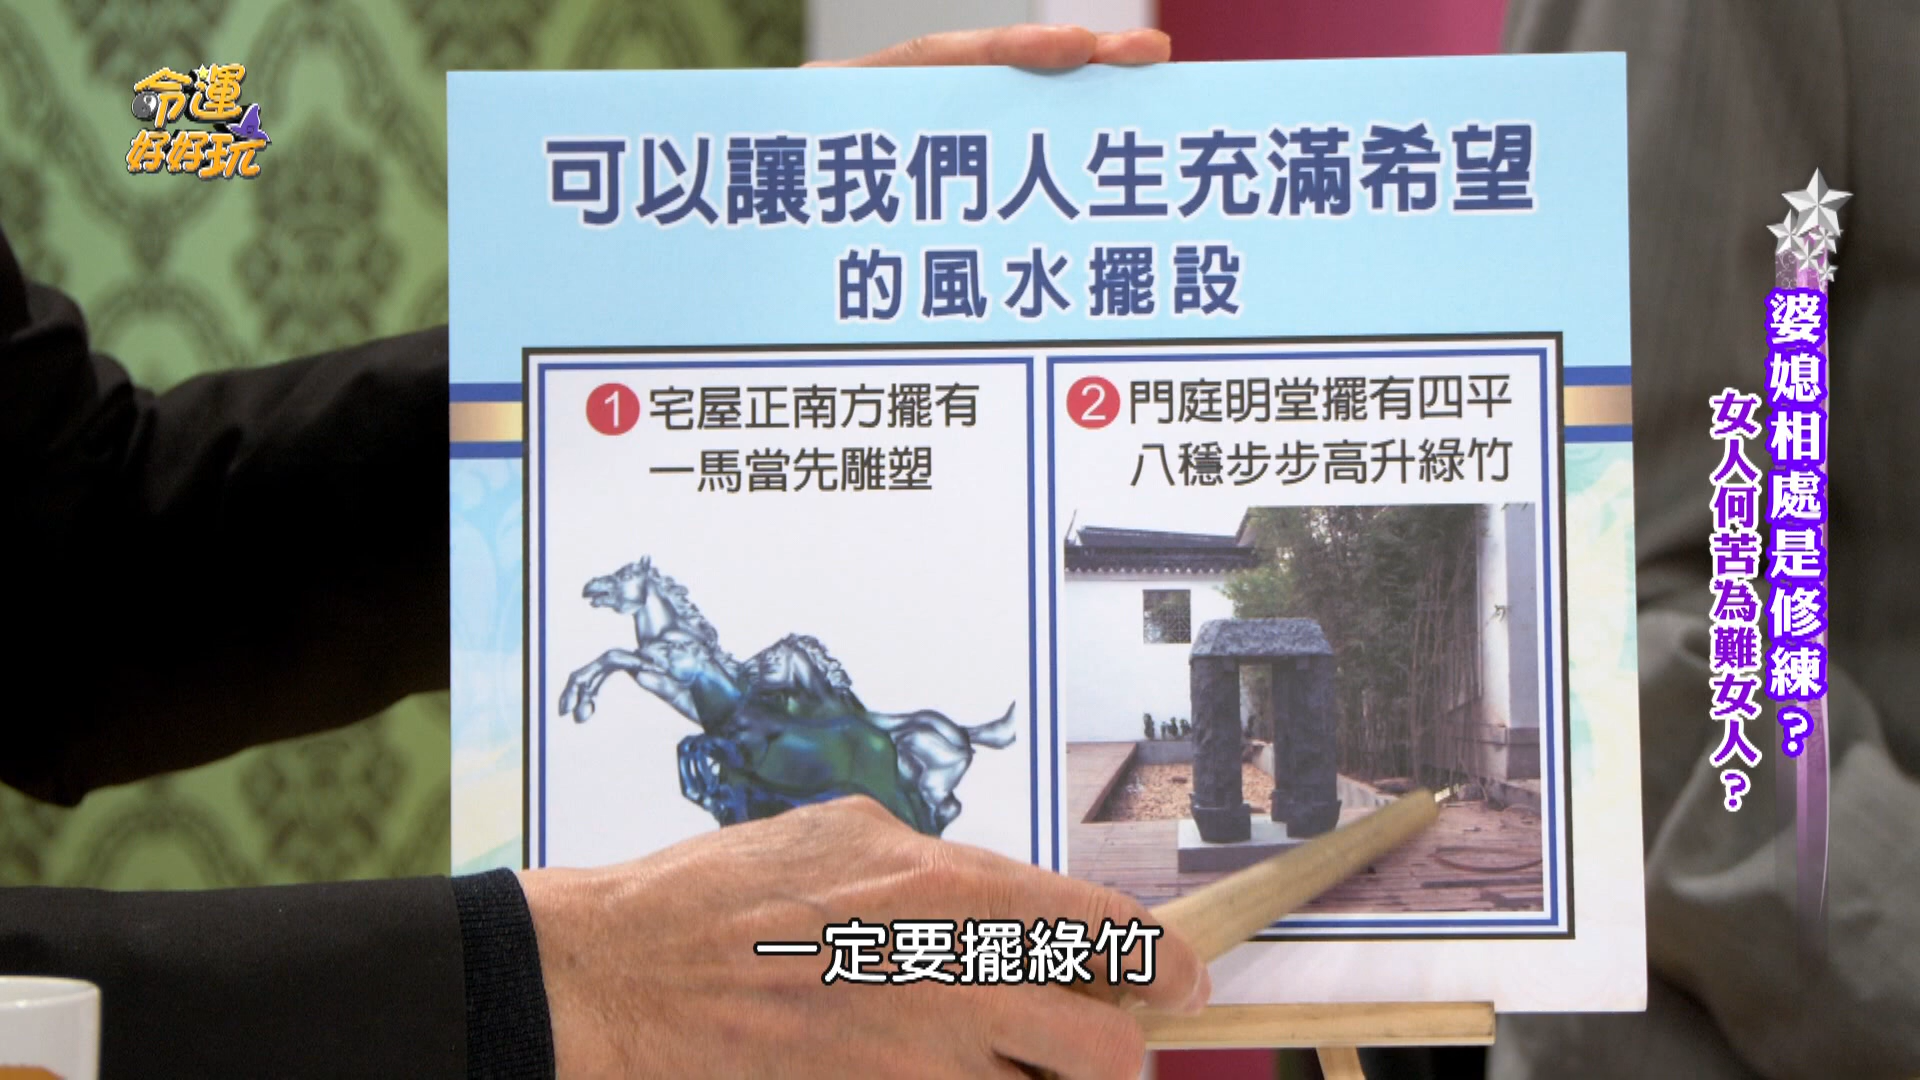 命運
好好玩
可以讓我們人生充滿希望
的風水擺設
1 宅屋正南方擺有
一馬當先雕塑
2 門庭明堂擺有四平
八穩步步高升綠竹
婆媳相處是修練？
女人何苦為難女人？
一定要擺綠竹